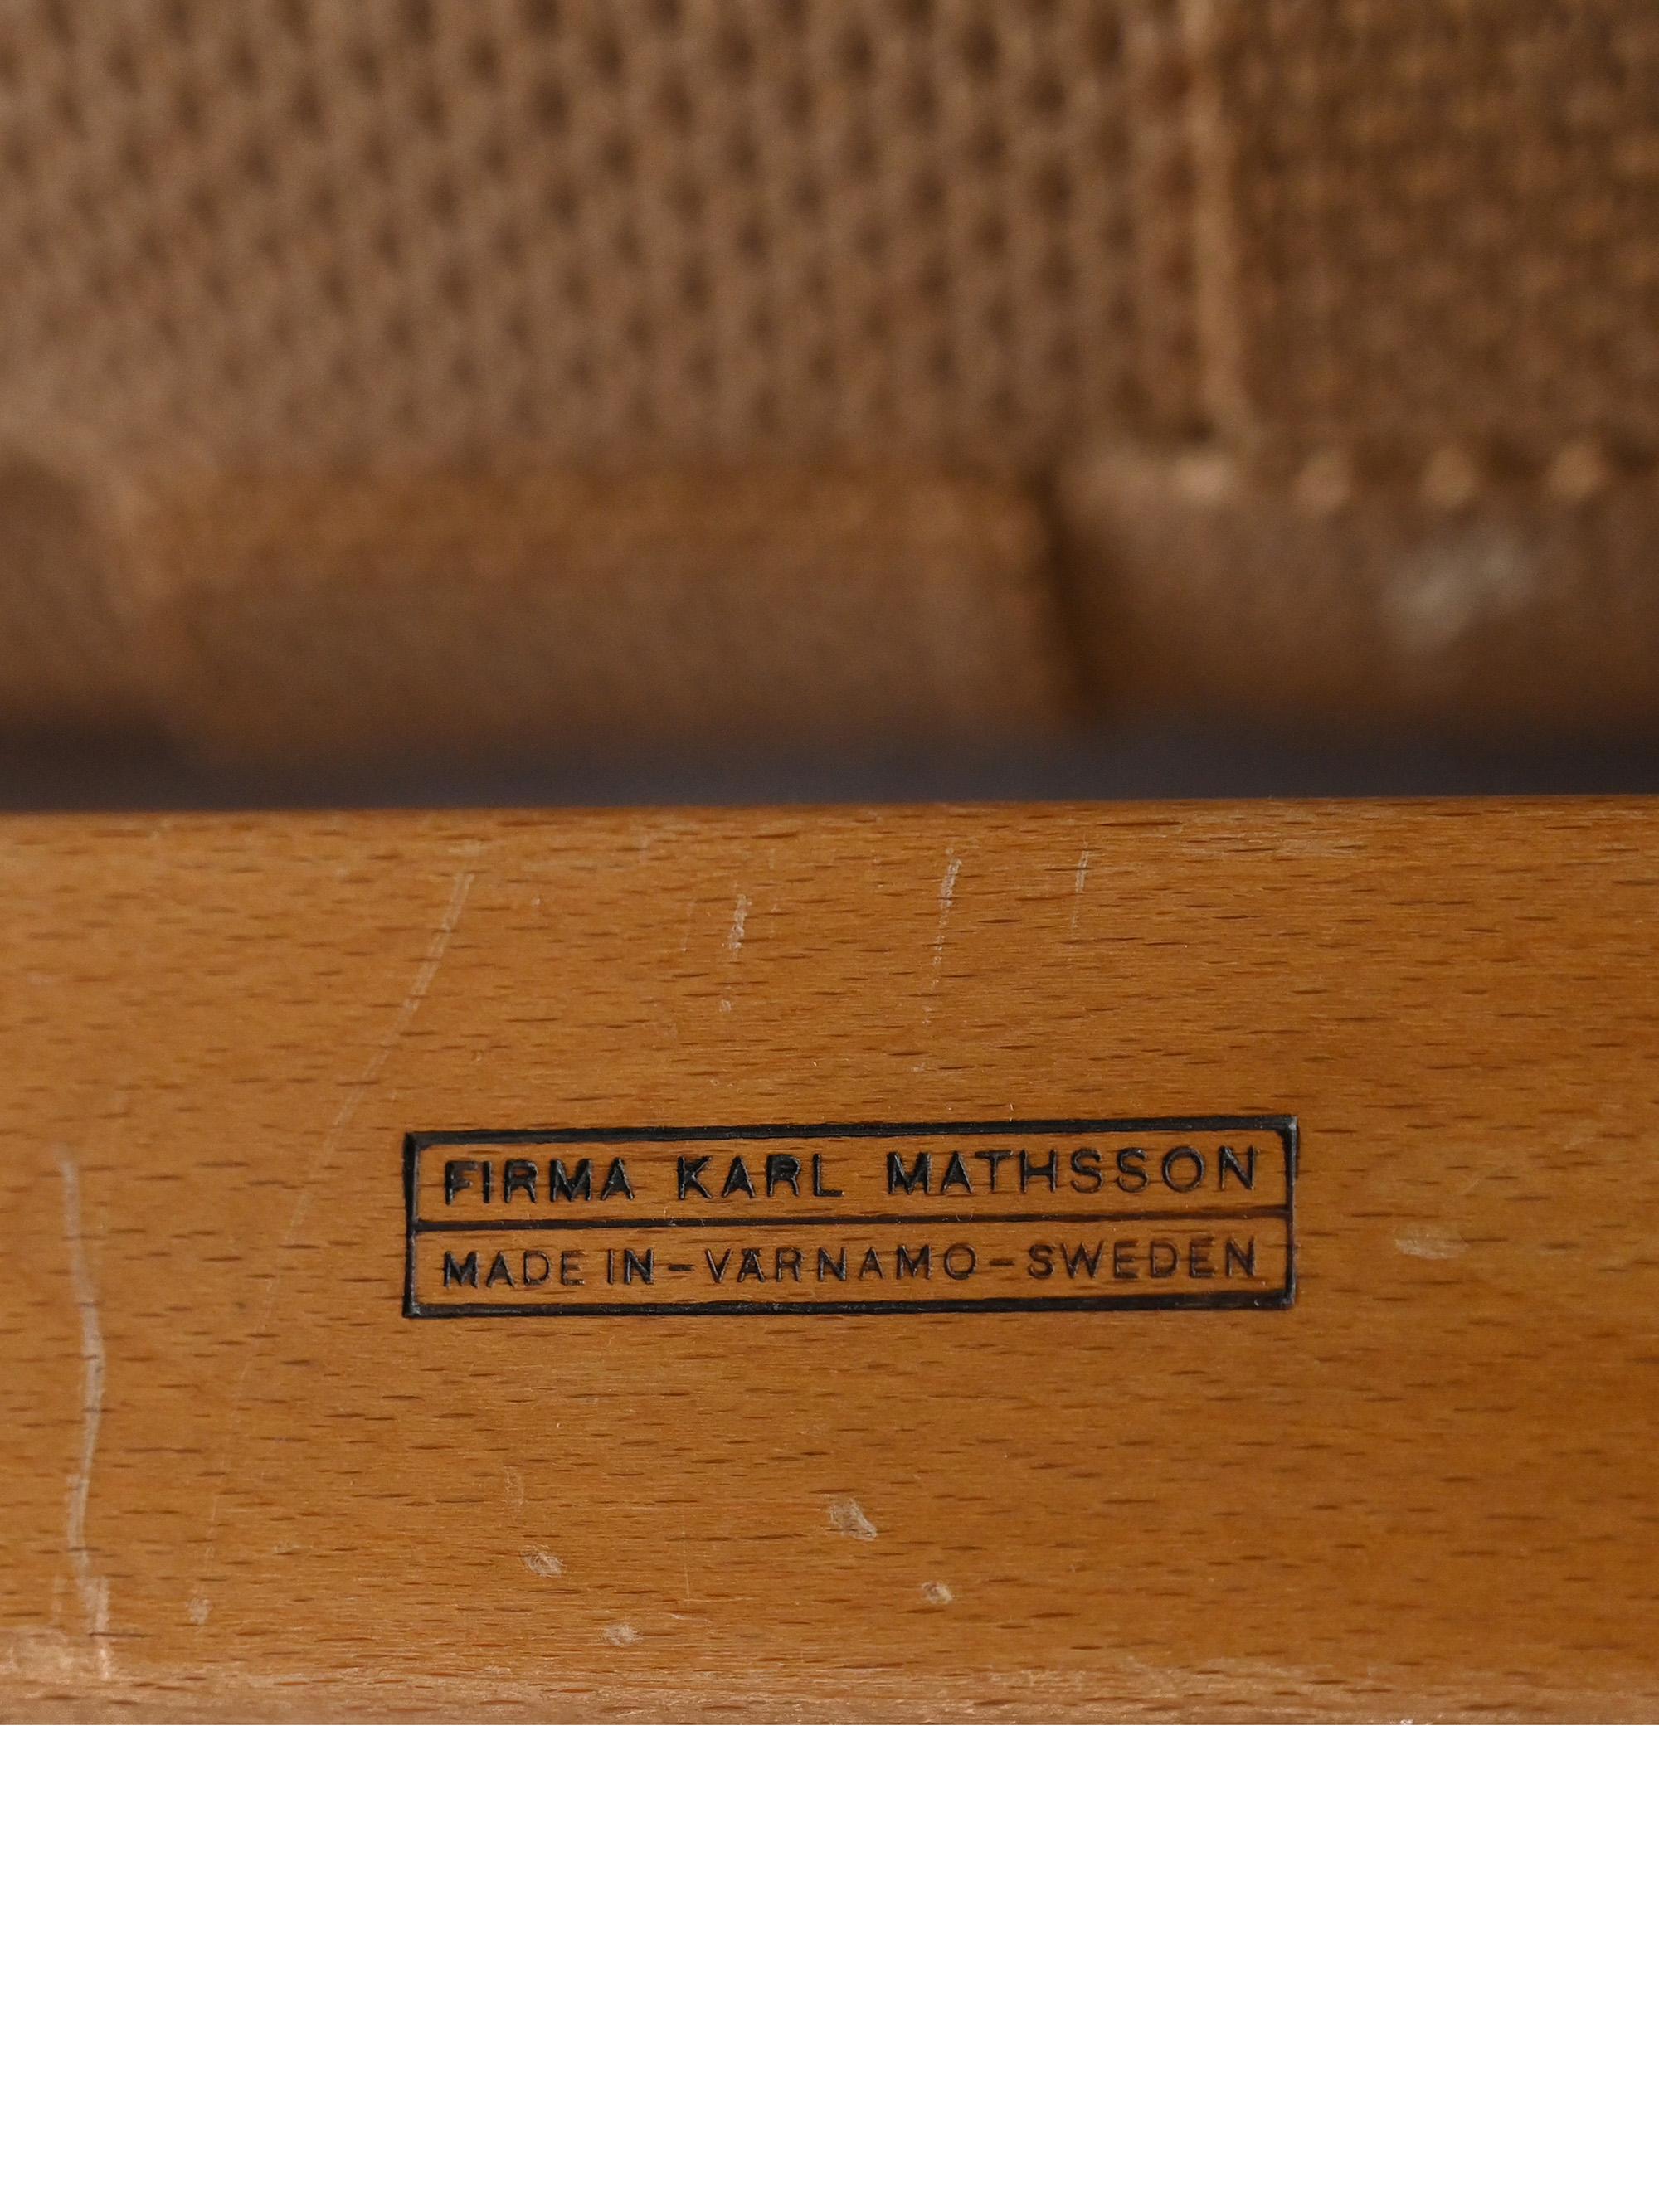 FIRMA KARL MATHSSON
MADE IN-VÄRNAMO-SWEDEN